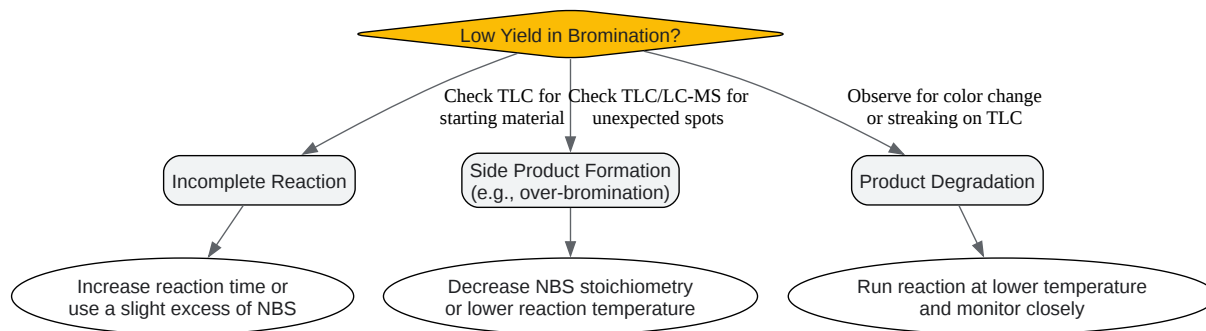 Low Yield in Bromination?
Check TLC for
starting material
Check TLC/LC-MS for
unexpected spots
Observe for color change
or streaking on TLC
Incomplete Reaction
Side Product Formation
(e.g., over-bromination)
Product Degradation
Increase reaction time or
use a slight excess of NBS
Decrease NBS stoichiometry
or lower reaction temperature
Run reaction at lower temperature
and monitor closely